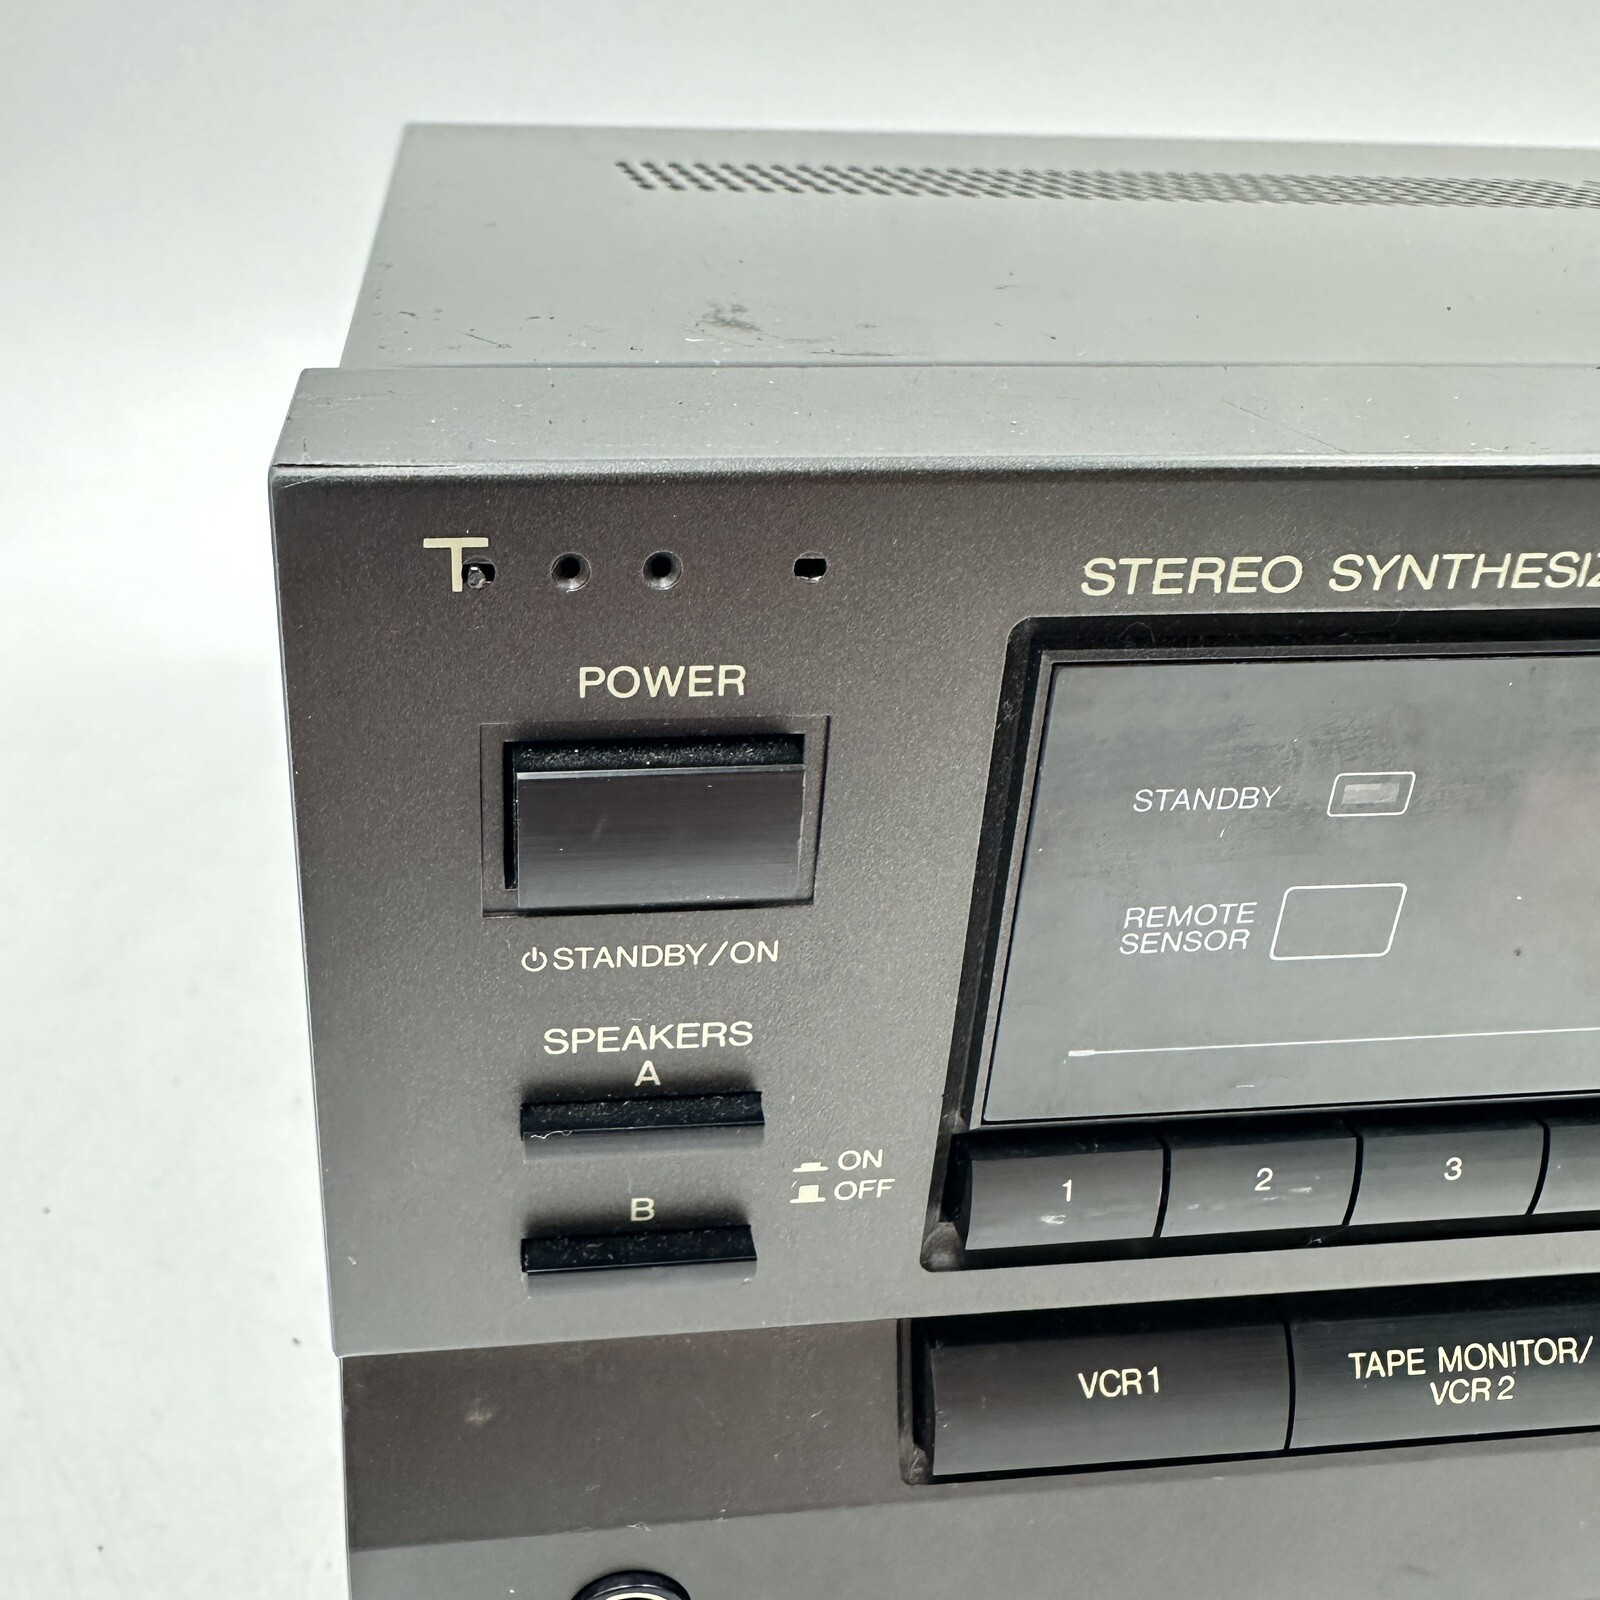 T
STEREO SYNTHESIZ
POWER
STANDBY/ON
STANDBY
REMOTE
SENSOR
SPEAKERS
A
ON
OFF
B
1 2 3
VCR 1
TAPE MONITOR/
VCR 2